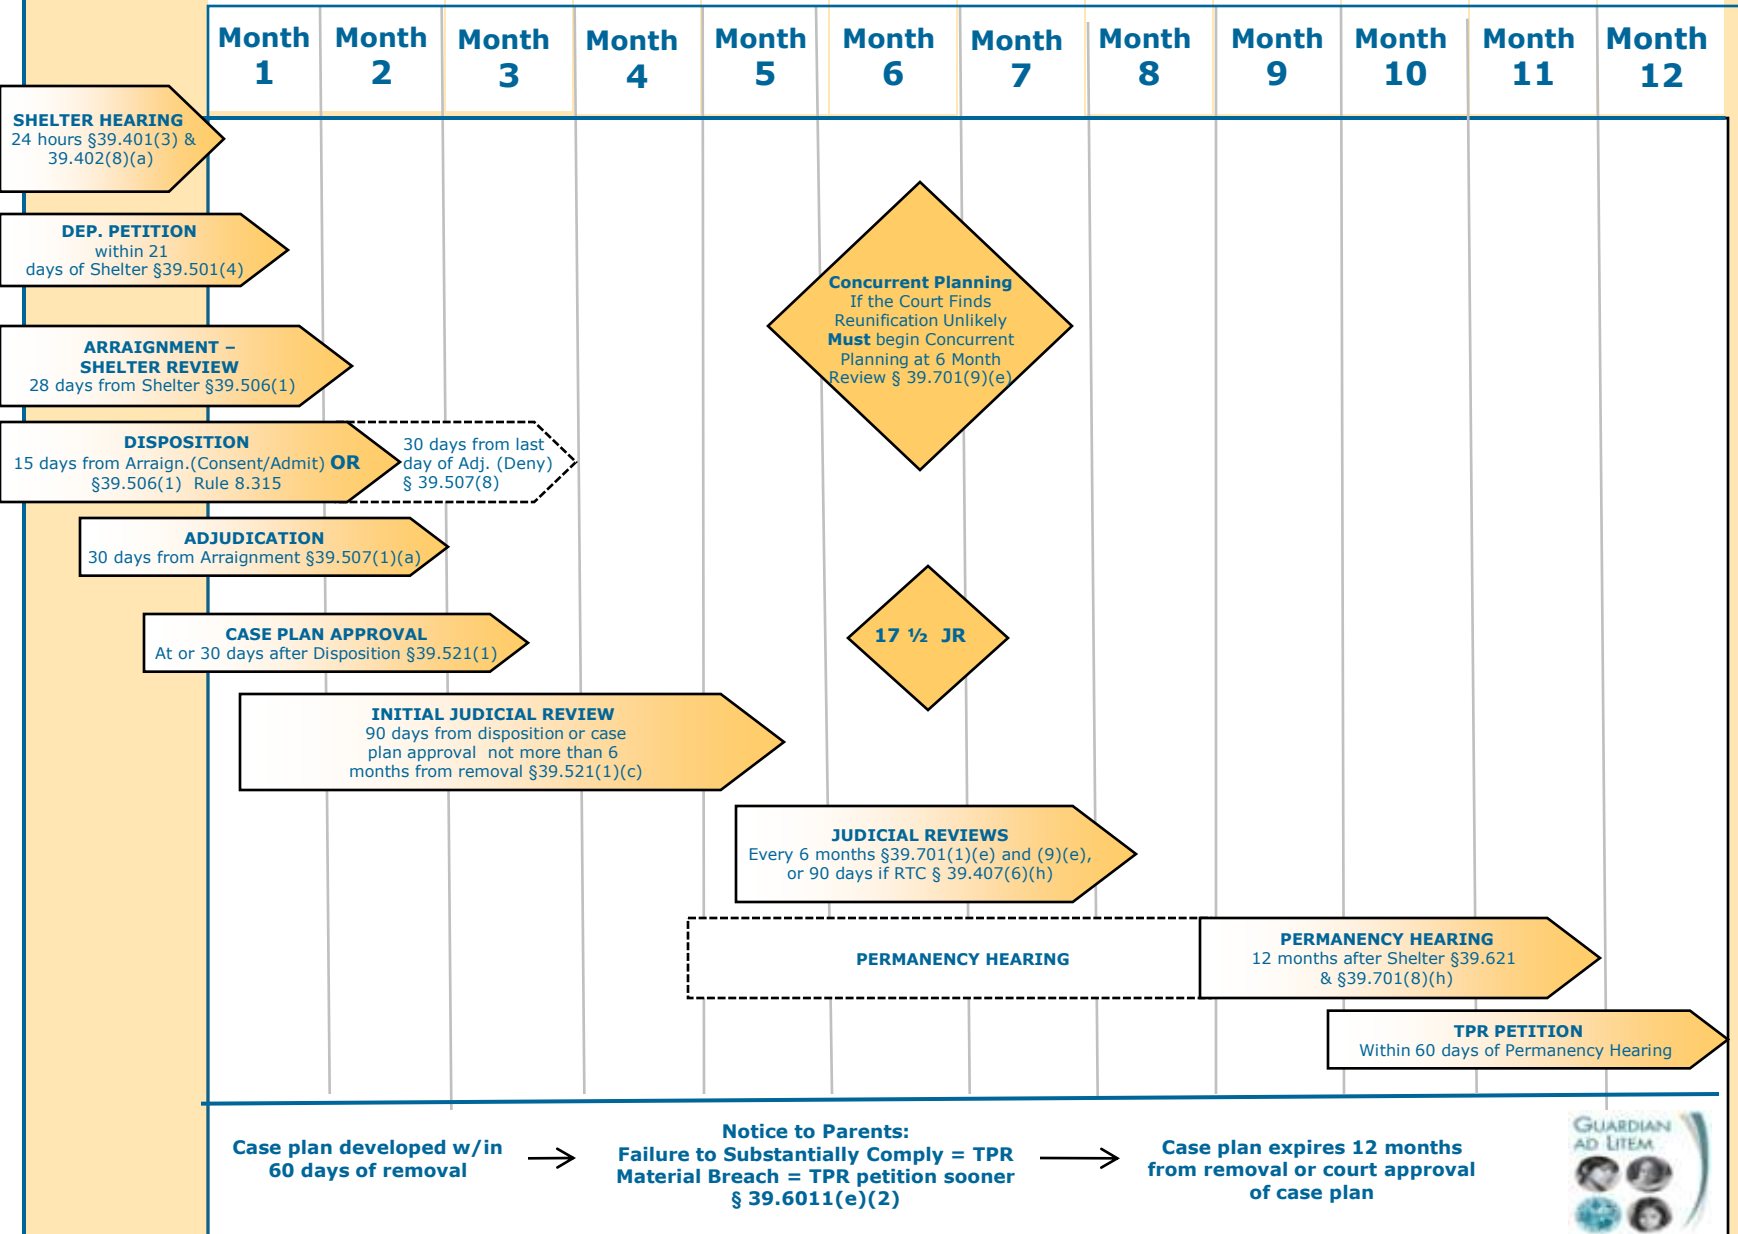 Month Month Month Month Month Month Month Month Month Month Month Month
1 2 3 4 5 6 7 8 9 10 11 12
SHELTER HEARING
24 hours §39.401(3) &
39.402(8)(a)
DEP. PETITION
within 21
days of Shelter §39.501(4)
Concurrent Planning
If the Court Finds
Reunification Unlikely
Must begin Concurrent
Planning at 6 Month
Review § 39.701(9)(e)
ARRAIGNMENT –
SHELTER REVIEW
28 days from Shelter §39.506(1)
DISPOSITION
15 days from Arraign.(Consent/Admit) OR
§39.506(1) Rule 8.315
30 days from last
day of Adj. (Deny)
§ 39.507(8)
ADJUDICATION
30 days from Arraignment §39.507(1)(a)
CASE PLAN APPROVAL
At or 30 days after Disposition §39.521(1)
17 ½ JR
INITIAL JUDICIAL REVIEW
90 days from disposition or case
plan approval not more than 6
months from removal §39.521(1)(c)
JUDICIAL REVIEWS
Every 6 months §39.701(1)(e) and (9)(e),
or 90 days if RTC § 39.407(6)(h)
PERMANENCY HEARING
PERMANENCY HEARING
12 months after Shelter §39.621
& §39.701(8)(h)
TPR PETITION
Within 60 days of Permanency Hearing
Case plan developed w/in
60 days of removal
Notice to Parents:
Failure to Substantially Comply = TPR
Material Breach = TPR petition sooner
§ 39.6011(e)(2)
Case plan expires 12 months
from removal or court approval
of case plan
GUARDIAN
AD LITEM